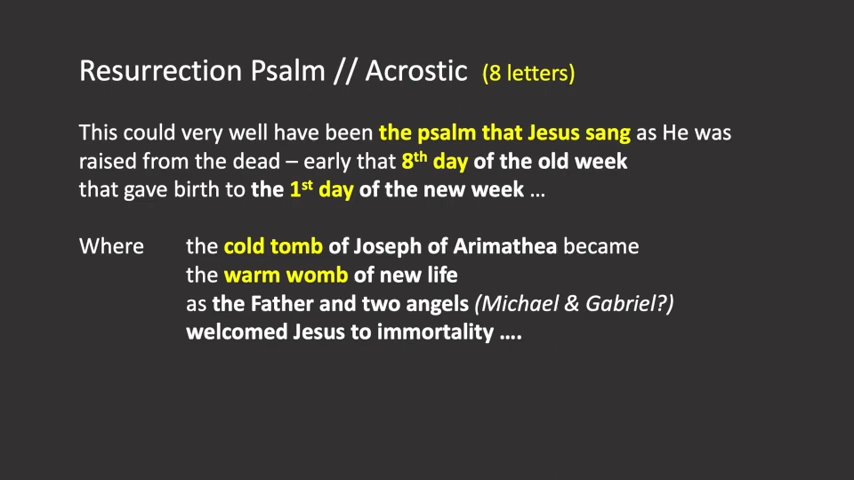 Resurrection Psalm // Acrostic (8 letters)
This could very well have been the psalm that Jesus sang as He was
raised from the dead – early that 8th day of the old week
that gave birth to the 1st day of the new week ...
Where the cold tomb of Joseph of Arimathea became
the warm womb of new life
as the Father and two angels (Michael & Gabriel?)
welcomed Jesus to immortality ....